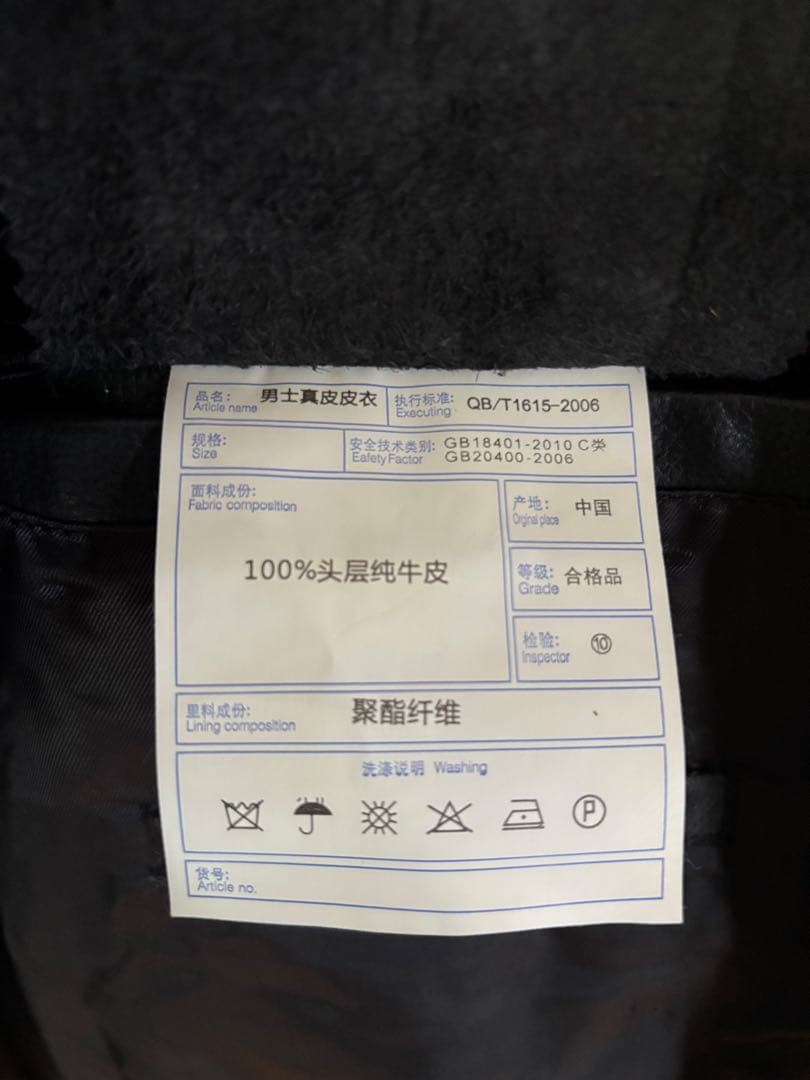 品名: 男士真皮皮衣
Article name
执行标准: QB/T1615-2006
Executing
规格:
Size
安全技术类别: GB18401-2010 C类
Eafety Factor GB20400-2006
面料成份:
Fabric composition
100%头层纯牛皮
产地: 中国
Orginal place
等级: 合格品
Grade
检验: ⑩
Inspector
里料成份: 聚酯纤维
Lining composition
洗涤说明 Washing
P
货号:
Article no.